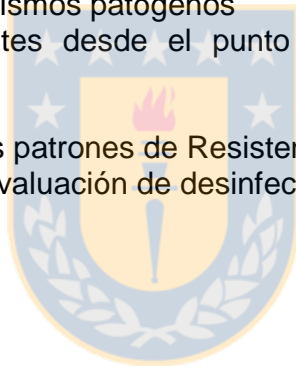 ismos patógenos
tes desde el punto
s patrones de Resister
valuación de desinfec